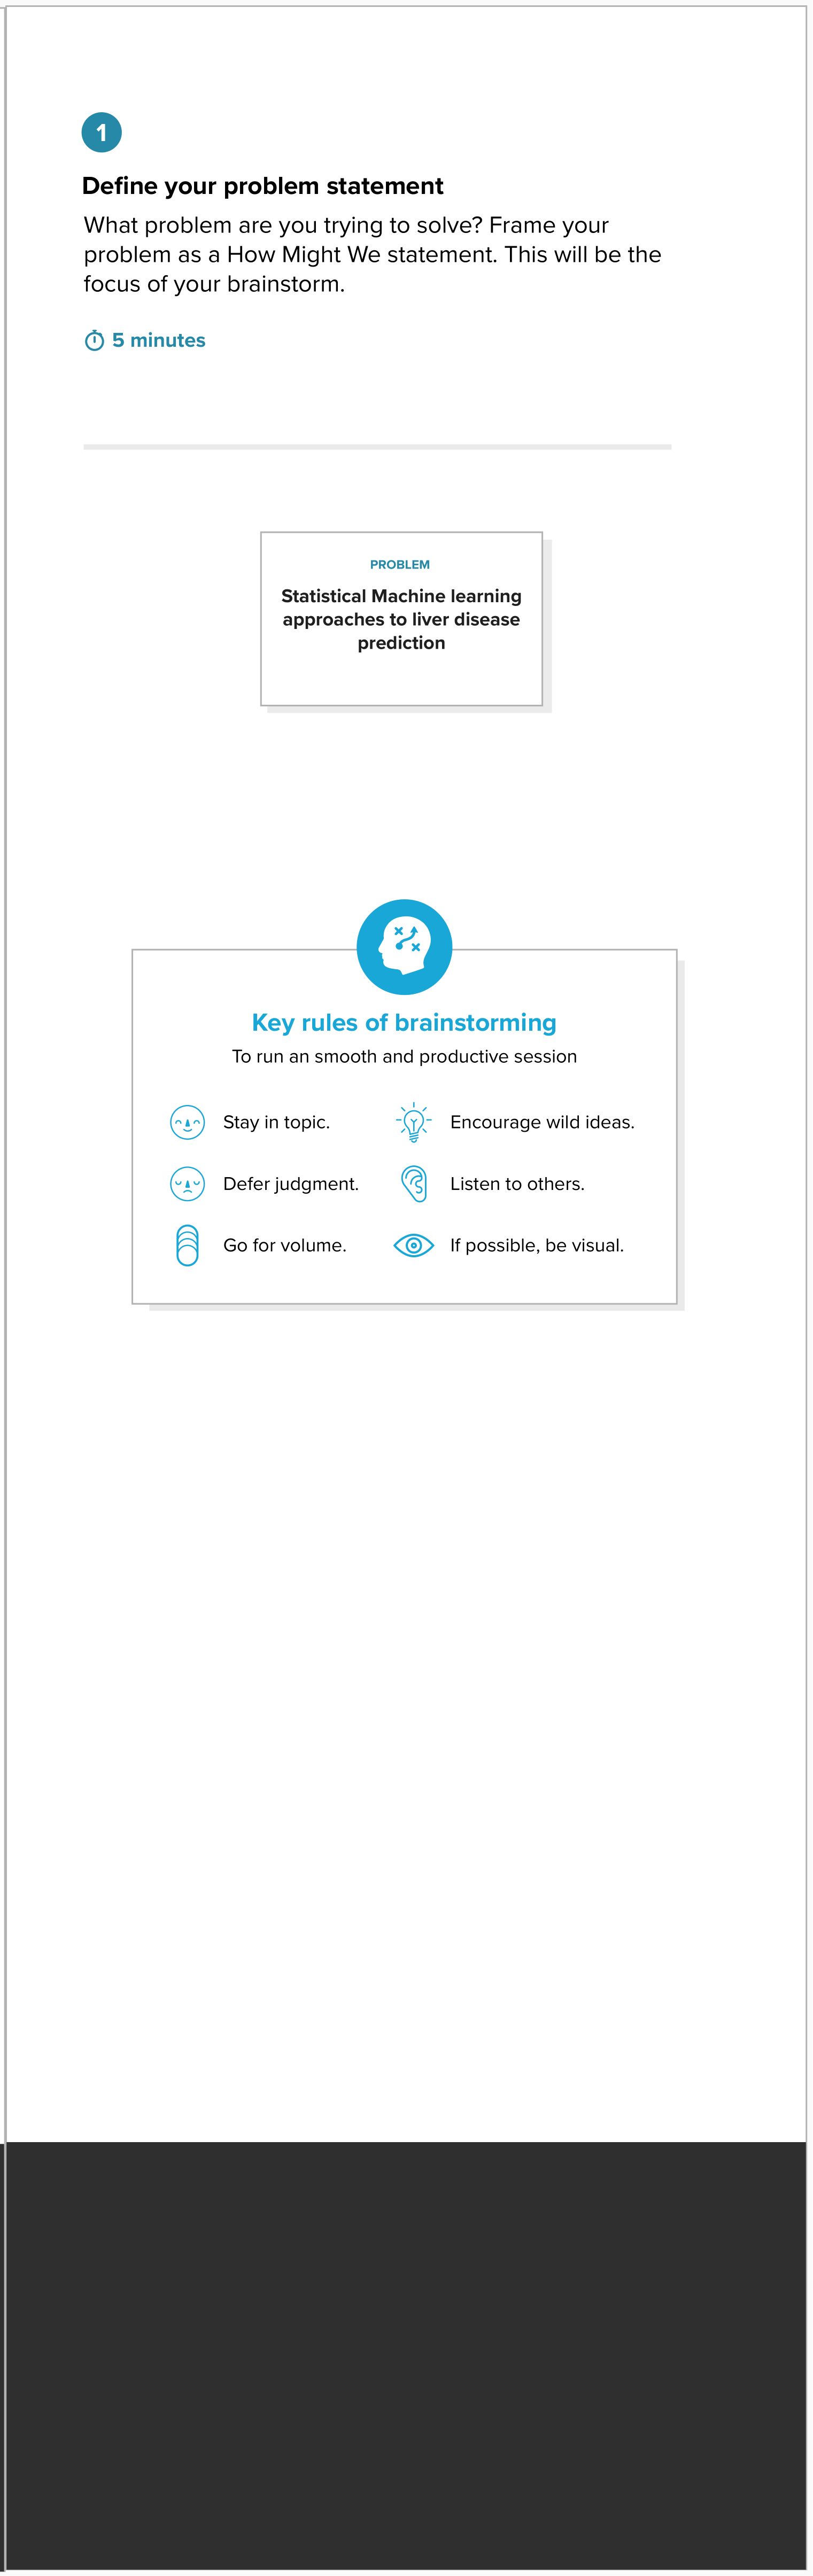 1
Define your problem statement
What problem are you trying to solve? Frame your
problem as a How Might We statement. This will be the
focus of your brainstorm.
5 minutes
PROBLEM
Statistical Machine learning
approaches to liver disease
prediction
Key rules of brainstorming
To run an smooth and productive session
Stay in topic.
Encourage wild ideas.
Defer judgment.
Listen to others.
Go for volume.
If possible, be visual.